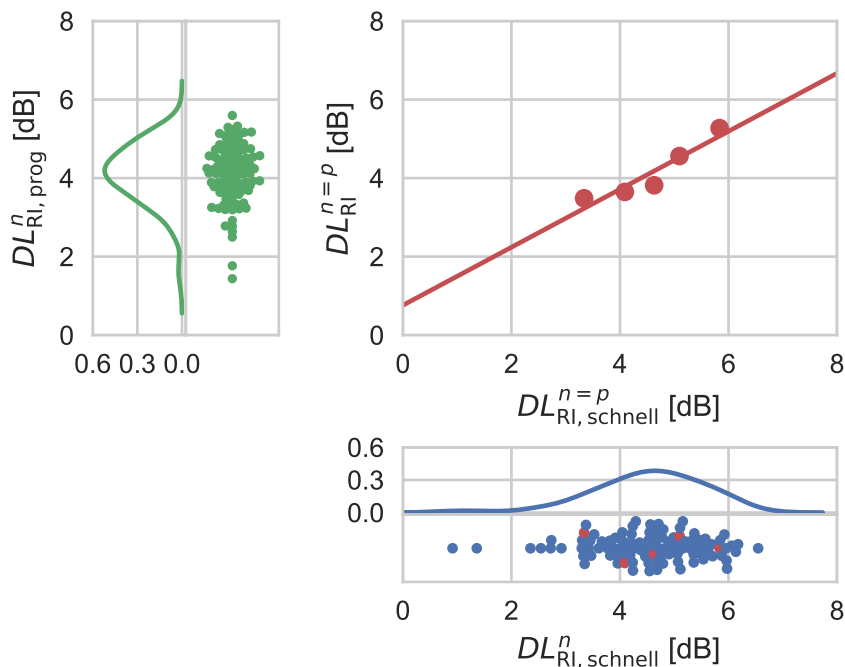 8
6
4
2
0
0.6 0.3 0.0
DL^n_RI, prog [dB]
8
6
4
2
0
0 2 4 6 8
DL^{n = p}_RI [dB]
DL^{n = p}_RI, schnell [dB]
0.6
0.3
0.0
0 2 4 6 8
DL^n_RI, schnell [dB]